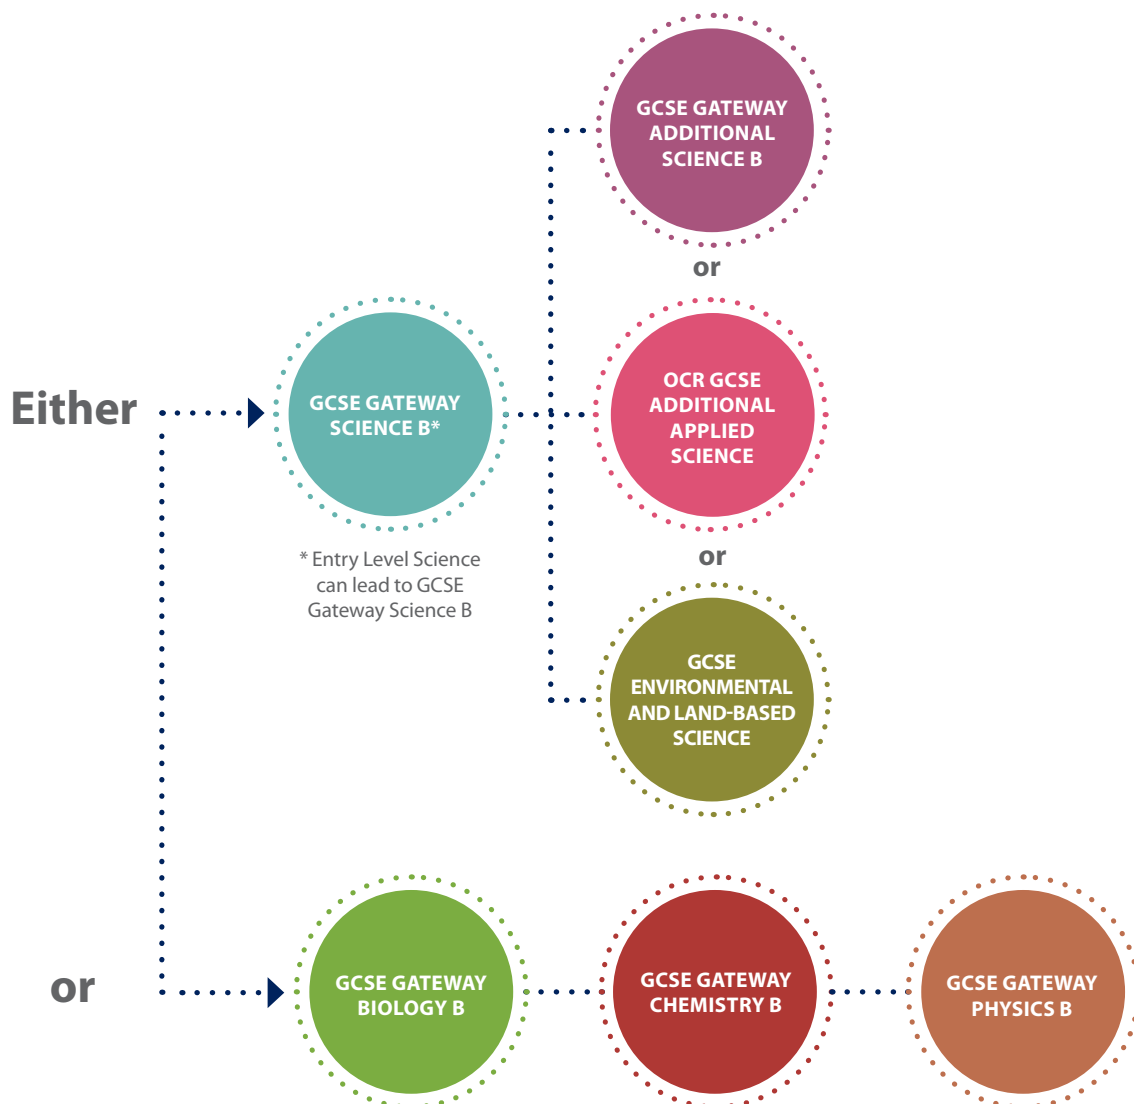 GCSE GATEWAY
ADDITIONAL
SCIENCE B
or
Either
GCSE GATEWAY
SCIENCE B*
OCR GCSE
ADDITIONAL
APPLIED
SCIENCE
* Entry Level Science
can lead to GCSE
Gateway Science B
or
GCSE
ENVIRONMENTAL
AND LAND-BASED
SCIENCE
or
GCSE GATEWAY
BIOLOGY B
GCSE GATEWAY
CHEMISTRY B
GCSE GATEWAY
PHYSICS B